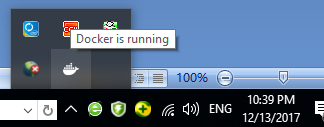 Docker is running
100%
ENG
10:39 PM
12/13/2017